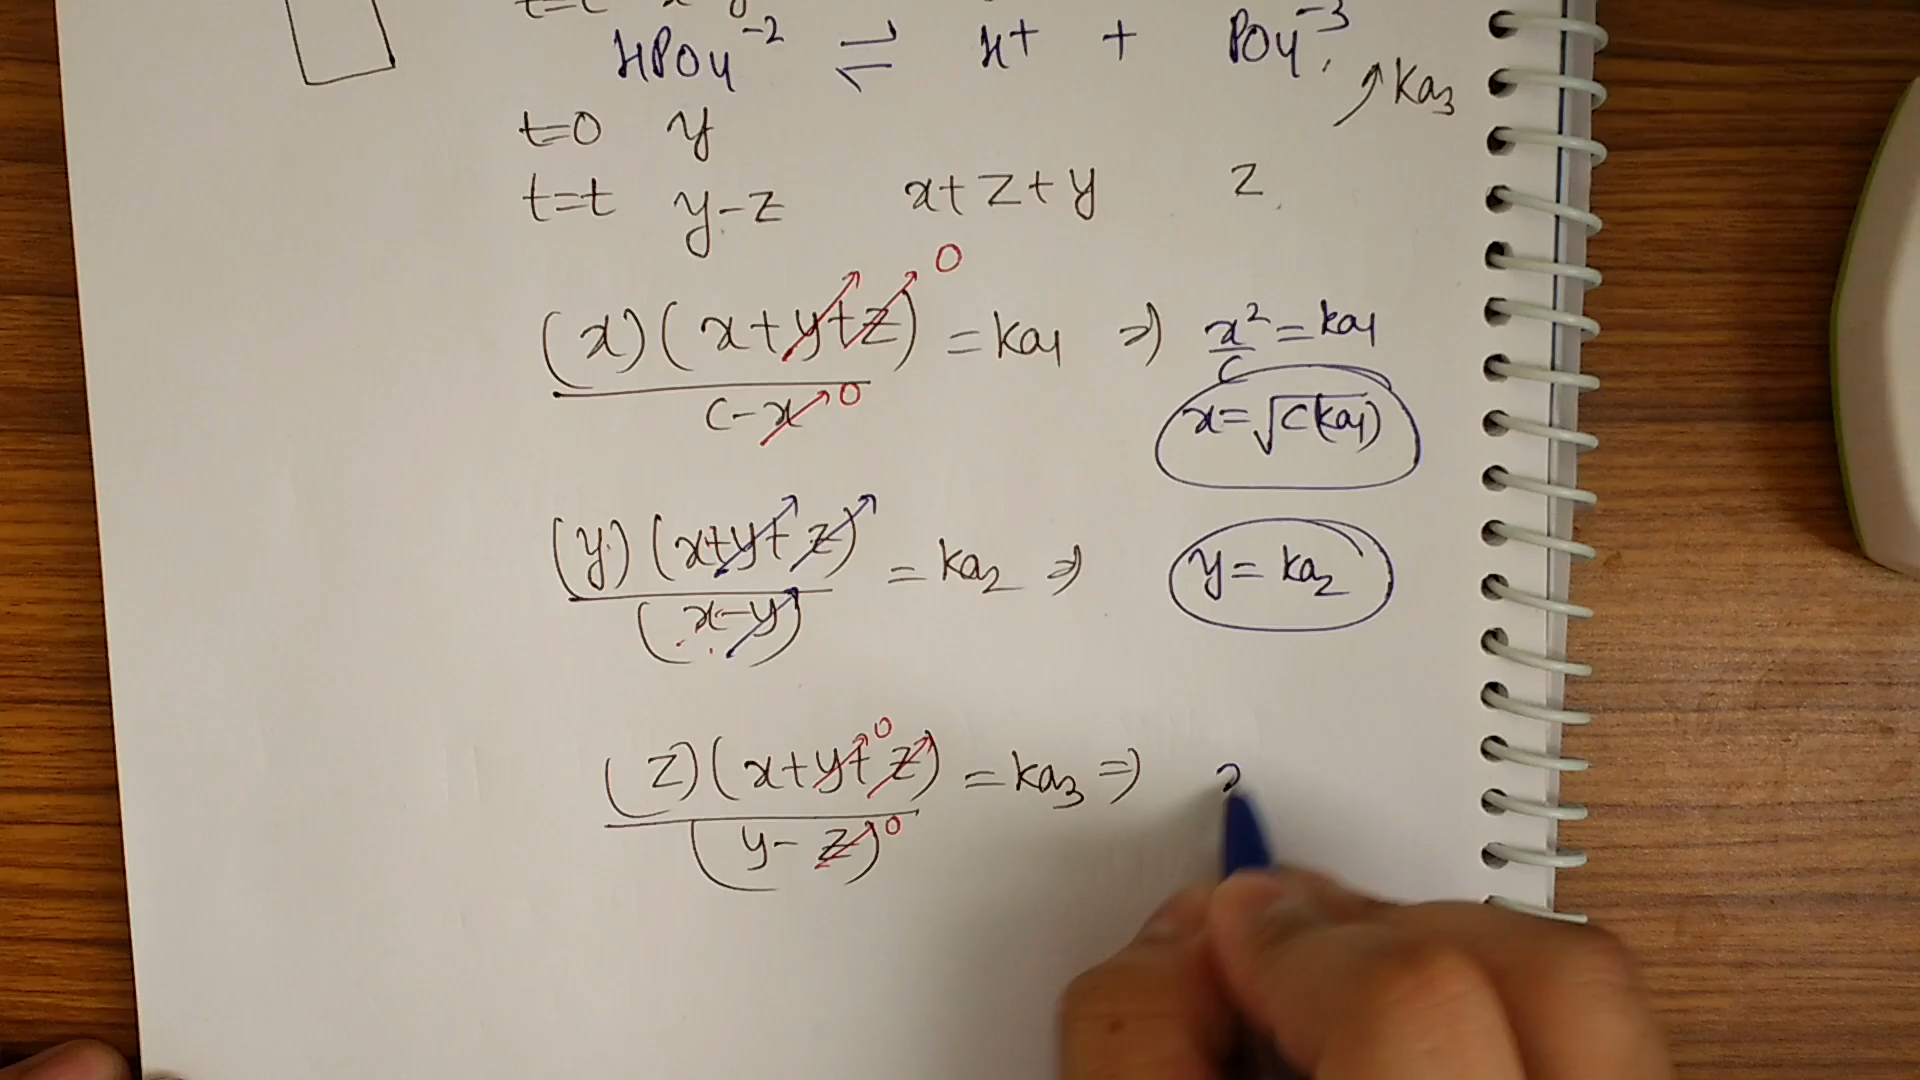 HPO4⁻² ⇌ H+ + PO4⁻³
ka3
t=0 y
t=t y-z x+z+y z
(x)(x+y+z) 0 = ka1 ⇒ x²/C = ka1
C-x 0
x=√C(ka1)
(y)(x+y+z) = ka2 ⇒ y = ka2
(x-y)
(z)(x+y+z) 0 = ka3 ⇒
(y-z) 0